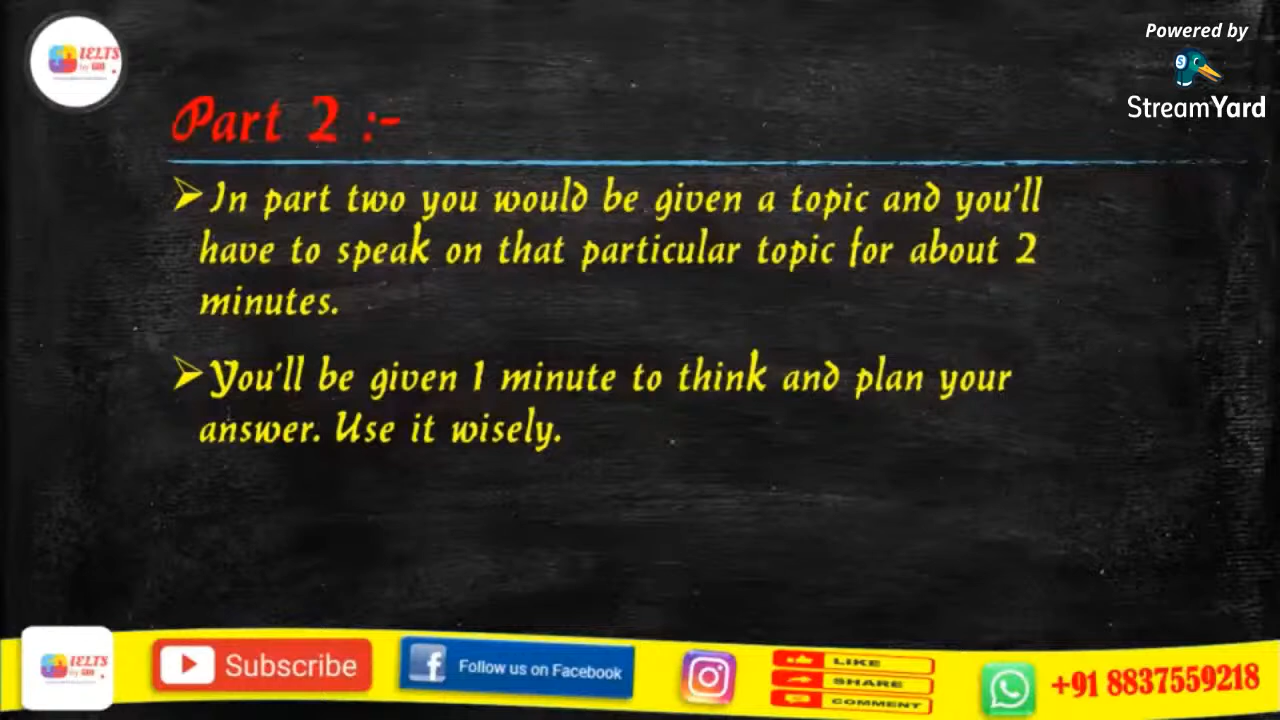 IELTS
Powered by
StreamYard
Part 2 :-
In part two you would be given a topic and you'll
have to speak on that particular topic for about 2
minutes.
You'll be given 1 minute to think and plan your
answer. Use it wisely.
IELTS
Subscribe
Follow us on Facebook
LIKE
SHARE
COMMENT
+91 8837559218